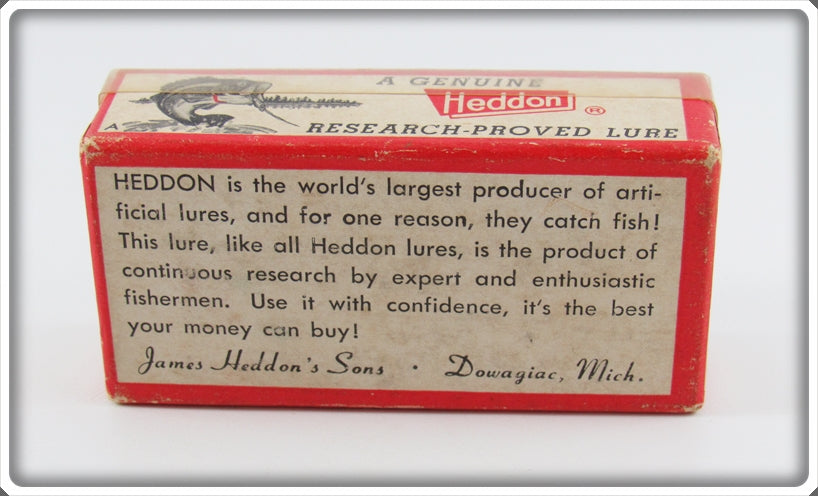 A GENUINE
Heddon ®
A RESEARCH-PROVED LURE
HEDDON is the world's largest producer of arti-
ficial lures, and for one reason, they catch fish!
This lure, like all Heddon lures, is the product of
continuous research by expert and enthusiastic
fishermen. Use it with confidence, it's the best
your money can buy!
James Heddon's Sons · Dowagiac, Mich.